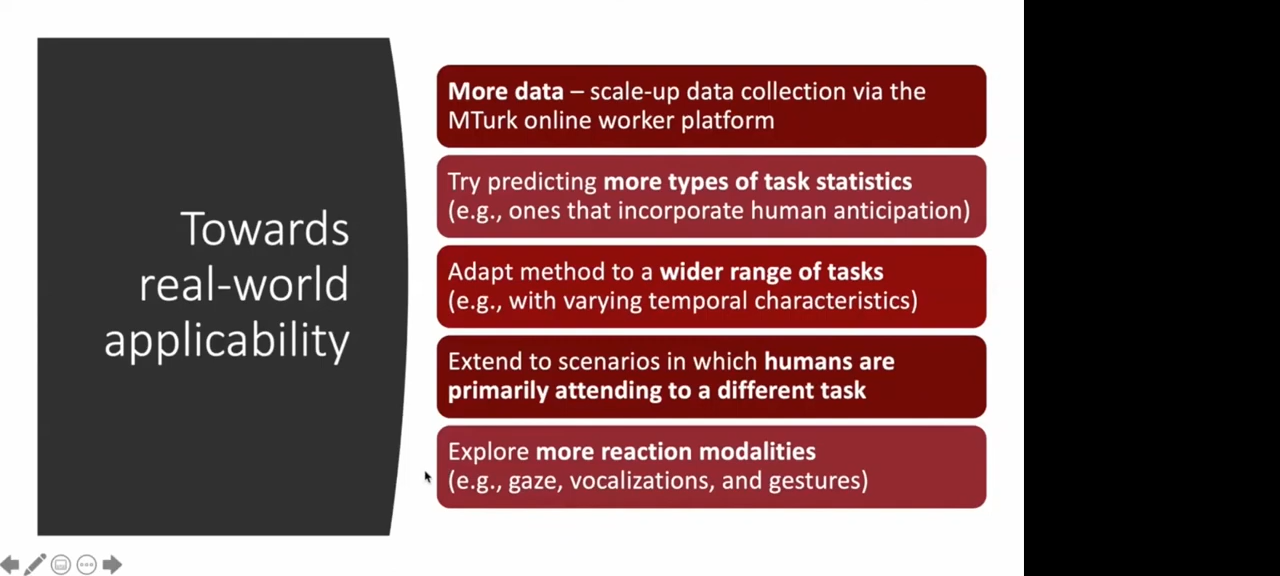 Towards
real-world
applicability
More data – scale-up data collection via the
MTurk online worker platform
Try predicting more types of task statistics
(e.g., ones that incorporate human anticipation)
Adapt method to a wider range of tasks
(e.g., with varying temporal characteristics)
Extend to scenarios in which humans are
primarily attending to a different task
Explore more reaction modalities
(e.g., gaze, vocalizations, and gestures)